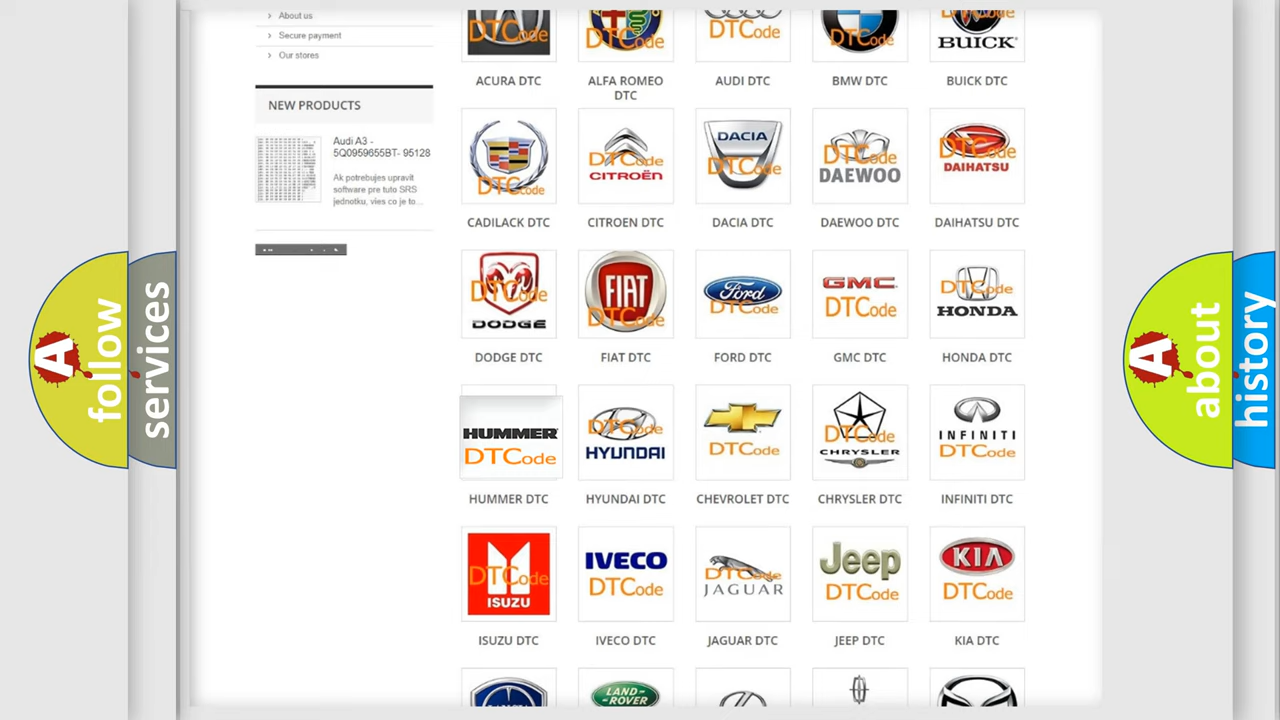 About us
Secure payment
Our stores
NEW PRODUCTS
Audi A3 -
5Q0959655BT- 95128
Ak potrebujes upravit
software pre tuto SRS
jednotku, vies co je to...
DTCode DTCode DTCode DTCode BUICK
ACURA DTC ALFA ROMEO DTC AUDI DTC BMW DTC BUICK DTC
DTCode DTCode CITROËN DACIA DTCode DTCode DAEWOO DTCode DAIHATSU
CADILACK DTC CITROEN DTC DACIA DTC DAEWOO DTC DAIHATSU DTC
DTCode DODGE FIAT DTCode Ford DTCode GMC DTCode DTCode HONDA
DODGE DTC FIAT DTC FORD DTC GMC DTC HONDA DTC
HUMMER DTCode DTCode HYUNDAI DTCode DTCode CHRYSLER INFINITI DTCode
HUMMER DTC HYUNDAI DTC CHEVROLET DTC CHRYSLER DTC INFINITI DTC
DTCode ISUZU IVECO DTCode DTCode JAGUAR Jeep DTCode KIA DTCode
ISUZU DTC IVECO DTC JAGUAR DTC JEEP DTC KIA DTC
LAND-ROVER
A follow
services
A about
history